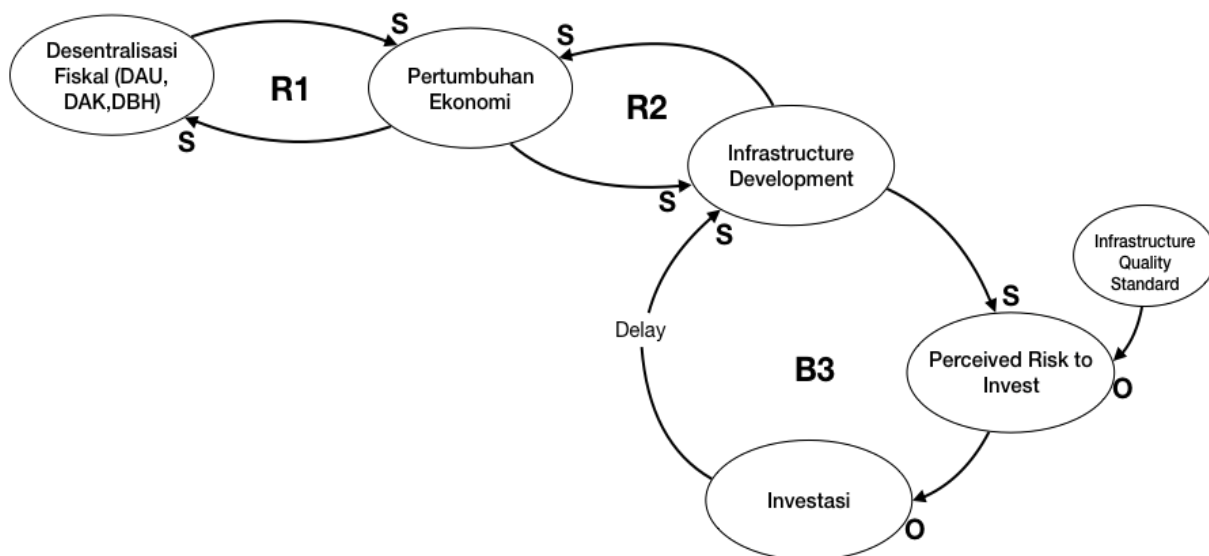 S
S
Desentralisasi
Fiskal (DAU,
DAK,DBH)
R1
Pertumbuhan
Ekonomi
R2
S
Infrastructure
Development
S
S
Infrastructure
Quality
Standard
S
Delay
B3
Perceived Risk to
Invest
O
Investasi
O